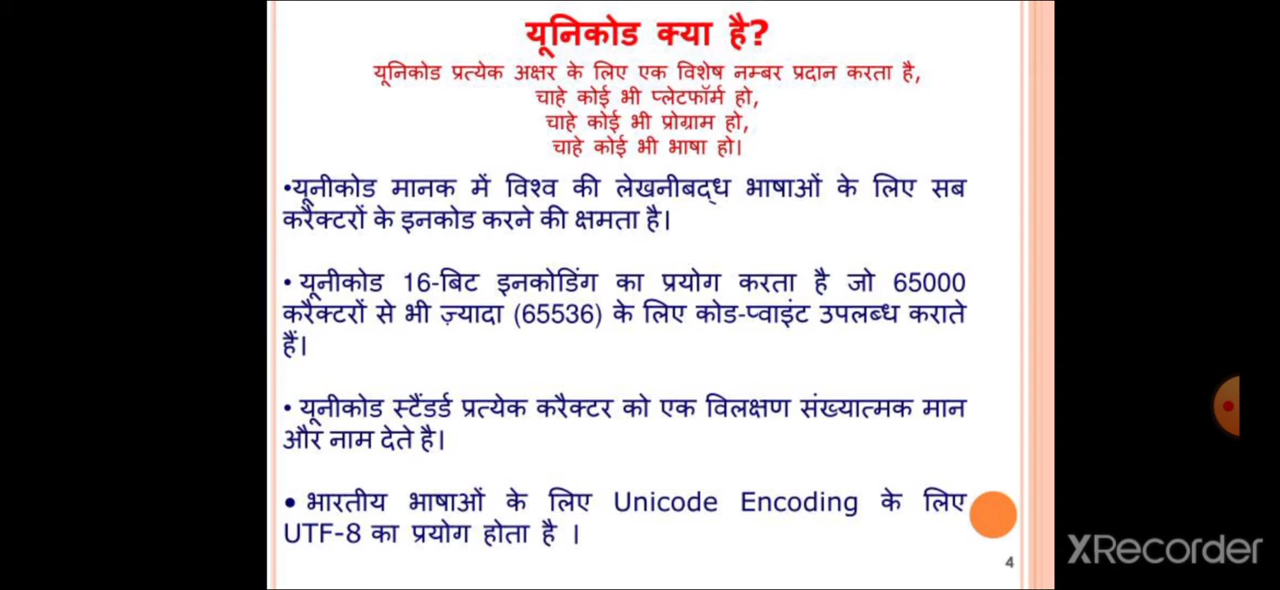 यूनिकोड क्या है?
यूनिकोड प्रत्येक अक्षर के लिए एक विशेष नम्बर प्रदान करता है,
चाहे कोई भी प्लेटफॉर्म हो,
चाहे कोई भी प्रोग्राम हो,
चाहे कोई भी भाषा हो।
•यूनीकोड मानक में विश्व की लेखनीबद्ध भाषाओं के लिए सब
करैक्टरों के इनकोड करने की क्षमता है।
• यूनीकोड 16-बिट इनकोडिंग का प्रयोग करता है जो 65000
करैक्टरों से भी ज़्यादा (65536) के लिए कोड-प्वाइंट उपलब्ध कराते
हैं।
• यूनीकोड स्टैंडर्ड प्रत्येक करैक्टर को एक विलक्षण संख्यात्मक मान
और नाम देते है।
• भारतीय भाषाओं के लिए Unicode Encoding के लिए
UTF-8 का प्रयोग होता है ।
4
XRecorder